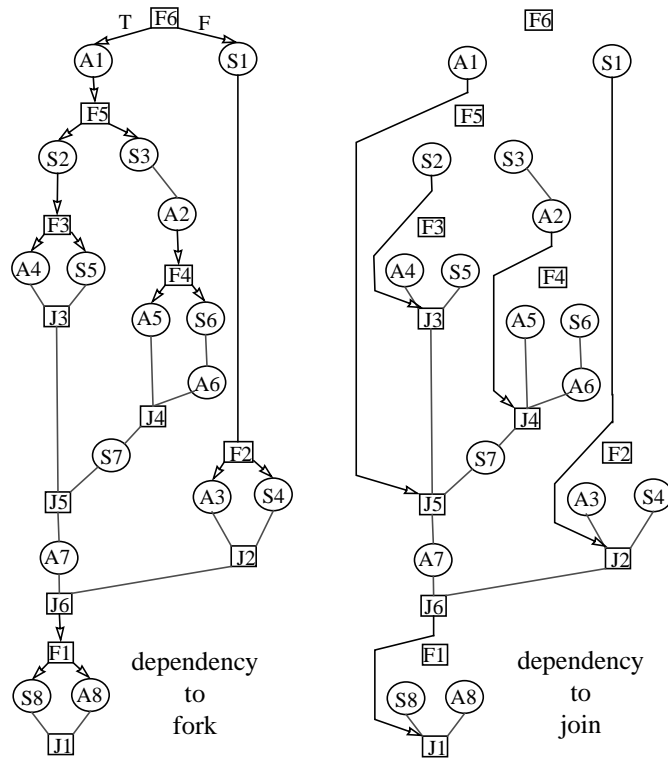 T F6 F
A1 S1
F5
S2 S3
A2
F3
A4 S5
F4
J3 A5 S6
A6
J4
S7 F2
J5 A3 S4
A7 J2
J6
F1
S8 A8
J1
dependency
to
fork
F6
A1 S1
F5
S2 S3
A2
F3
A4 S5
F4
J3 A5 S6
A6
J4
S7 F2
J5 A3 S4
A7 J2
J6
F1
S8 A8
J1
dependency
to
join